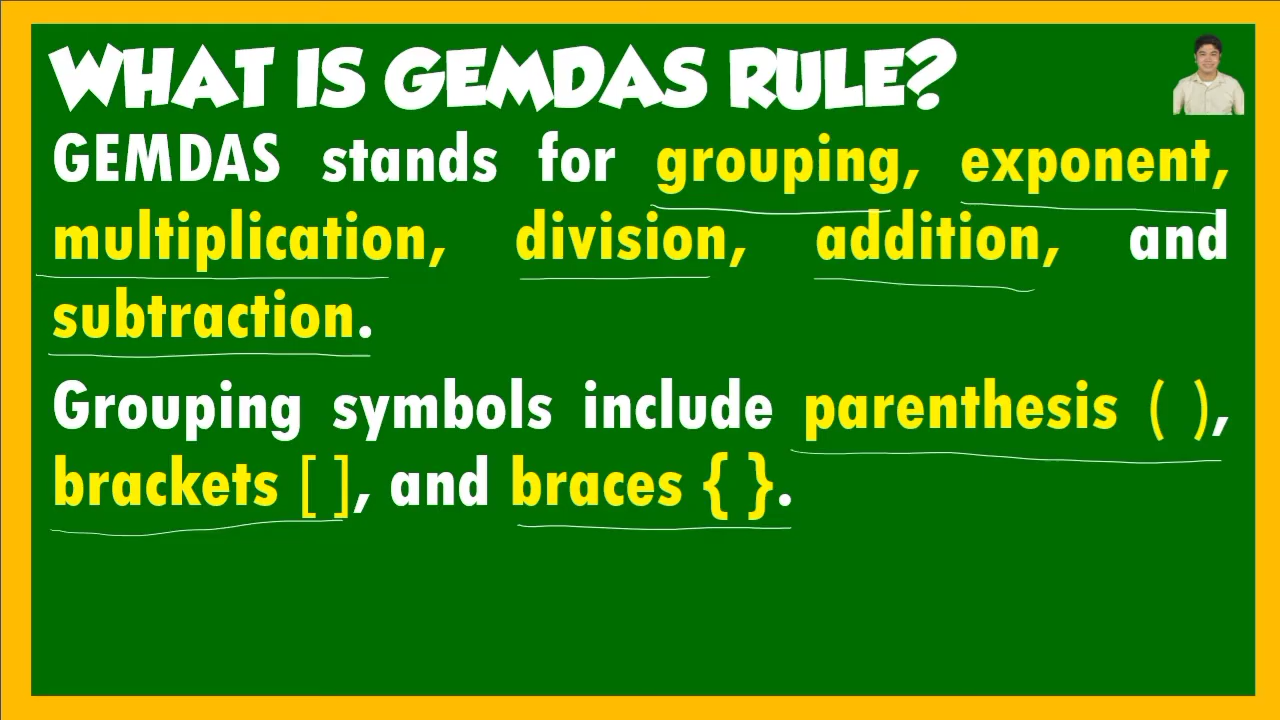 WHAT IS GEMDAS RULE?
GEMDAS stands for grouping, exponent,
multiplication, division, addition, and
subtraction.
Grouping symbols include parenthesis ( ),
brackets [ ], and braces { }.